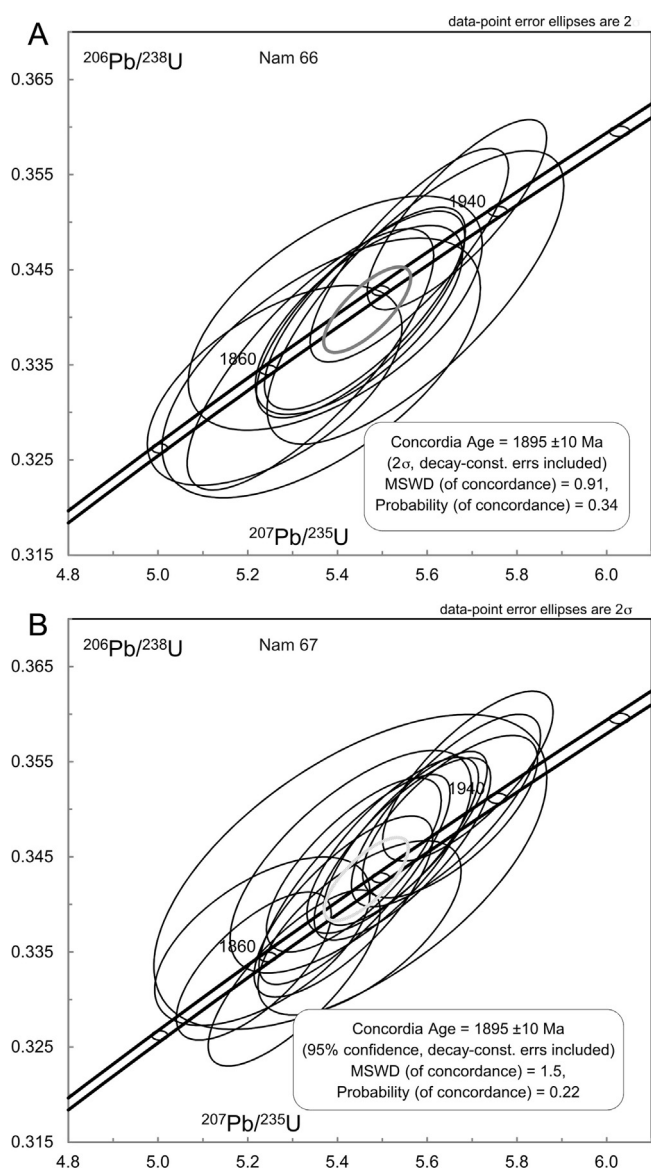 A
data-point error ellipses are 2σ
206Pb/238U
Nam 66
0.365
0.355
1940
0.345
1860
0.335
Concordia Age = 1895 ±10 Ma
(2σ, decay-const. errs included)
MSWD (of concordance) = 0.91,
Probability (of concordance) = 0.34
0.325
207Pb/235U
0.315
4.8 5.0 5.2 5.4 5.6 5.8 6.0
B
data-point error ellipses are 2σ
206Pb/238U
Nam 67
0.365
0.355
1940
0.345
1860
0.335
Concordia Age = 1895 ±10 Ma
(95% confidence, decay-const. errs included)
MSWD (of concordance) = 1.5,
Probability (of concordance) = 0.22
0.325
207Pb/235U
0.315
4.8 5.0 5.2 5.4 5.6 5.8 6.0